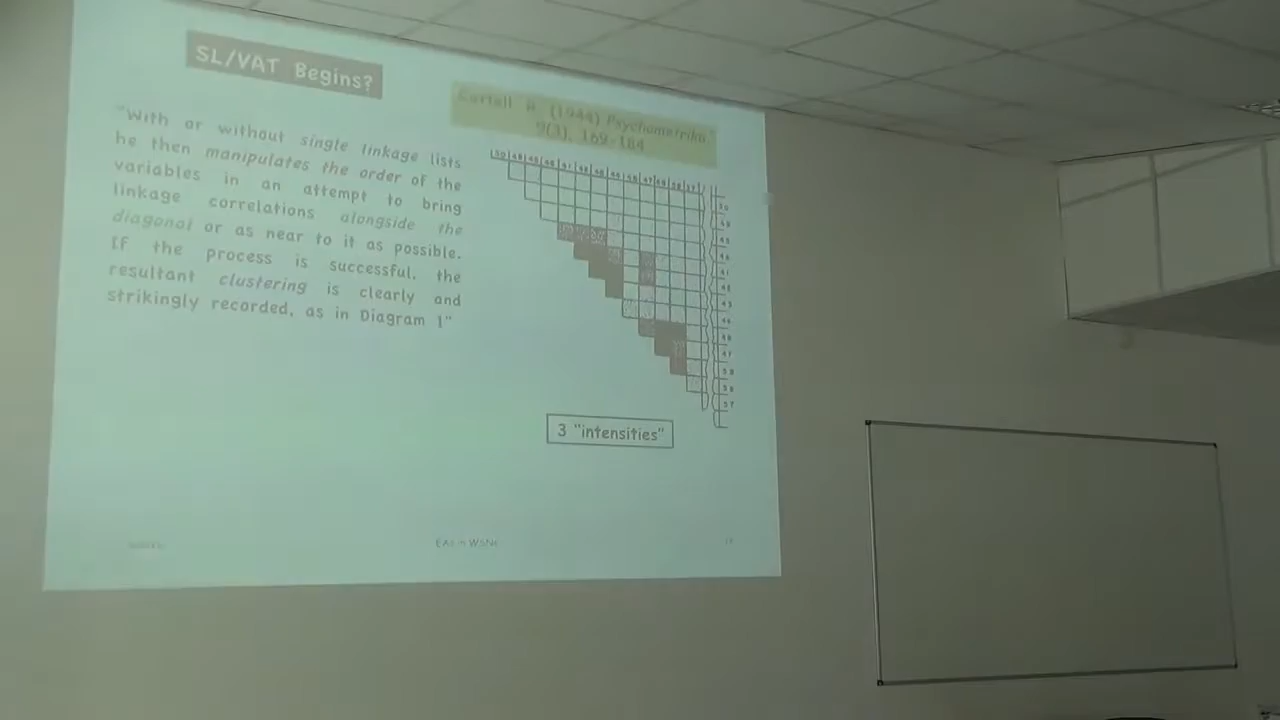 SL/VAT Begins?
"With or without single linkage lists
he then manipulates the order of the
variables in an attempt to bring
linkage correlations alongside the
diagonal or as near to it as possible.
If the process is successful, the
resultant clustering is clearly and
strikingly recorded, as in Diagram 1"
R. (1944) Psychometrika
9(3), 169-184
3 "intensities"